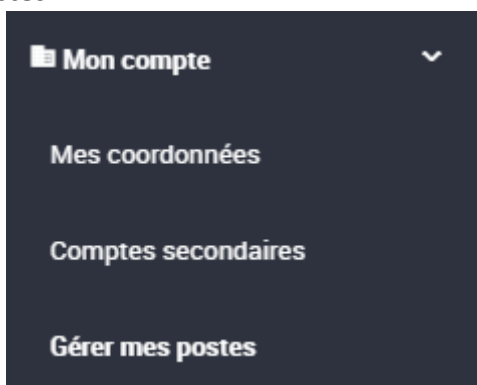 Mon compte
Mes coordonnées
Comptes secondaires
Gérer mes postes